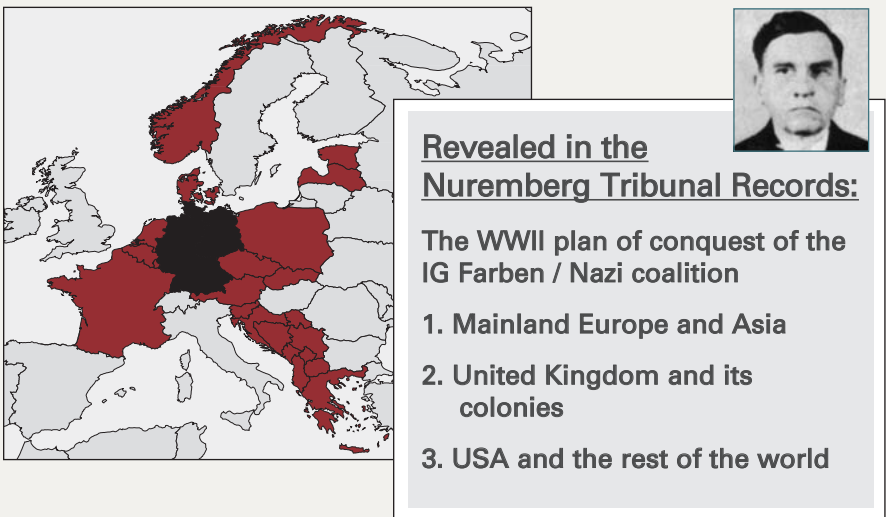 Revealed in the
Nuremberg Tribunal Records:
The WWII plan of conquest of the
IG Farben / Nazi coalition
1. Mainland Europe and Asia
2. United Kingdom and its
colonies
3. USA and the rest of the world